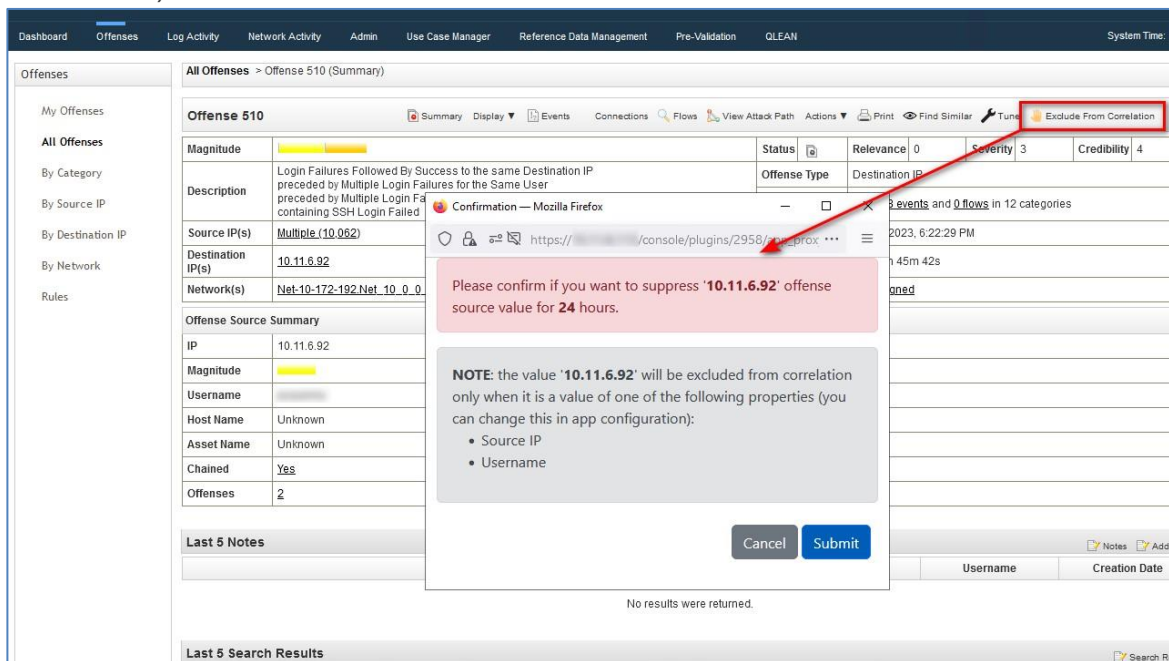 Dashboard Offenses Log Activity Network Activity Admin Use Case Manager Reference Data Management Pre-Validation QLEAN System Time:
Offenses
My Offenses
All Offenses
By Category
By Source IP
By Destination IP
By Network
Rules
All Offenses > Offense 510 (Summary)
Offense 510 Summary Display ▼ Events Connections Flows View Attack Path Actions ▼ Print Find Similar Tune Exclude From Correlation
Magnitude Status Relevance 0 Severity 3 Credibility 4
Description
Login Failures Followed By Success to the same Destination IP
preceded by Multiple Login Failures for the Same User
preceded by Multiple Login Fa
containing SSH Login Failed
Offense Type Destination IP
events and 0 flows in 12 categories
Source IP(s) Multiple (10,062) 2023, 6:22:29 PM
Destination
IP(s)
10.11.6.92 45m 42s
Network(s) Net-10-172-192.Net_10_0_0 gned
Offense Source Summary
IP 10.11.6.92
Magnitude
Username
Host Name Unknown
Asset Name Unknown
Chained Yes
Offenses 2
Confirmation — Mozilla Firefox
https:// /console/plugins/2958/app_prox ···
Please confirm if you want to suppress '10.11.6.92' offense
source value for 24 hours.
NOTE: the value '10.11.6.92' will be excluded from correlation
only when it is a value of one of the following properties (you
can change this in app configuration):
• Source IP
• Username
Cancel Submit
Last 5 Notes Notes Add
Username Creation Date
No results were returned.
Last 5 Search Results Search R